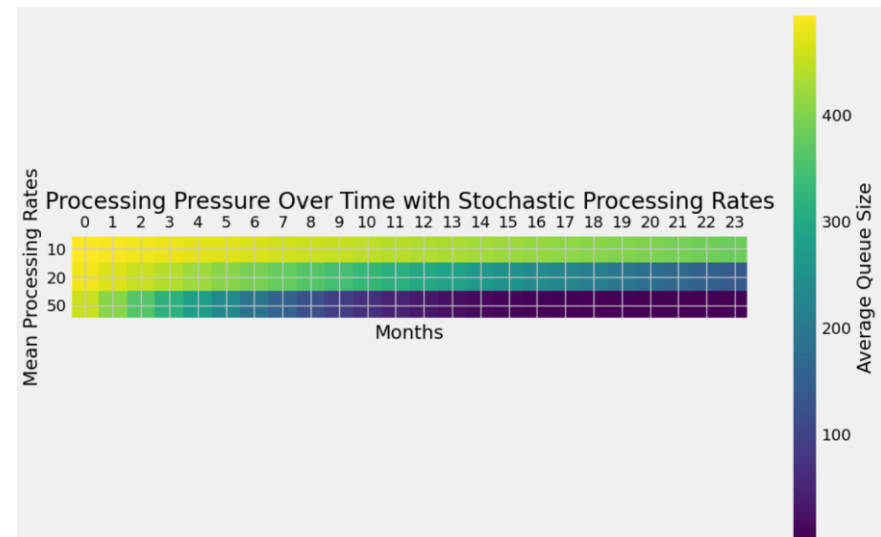 Processing Pressure Over Time with Stochastic Processing Rates
0 1 2 3 4 5 6 7 8 9 10 11 12 13 14 15 16 17 18 19 20 21 22 23
Mean Processing Rates
10
20
50
Months
400
300
200
100
Average Queue Size